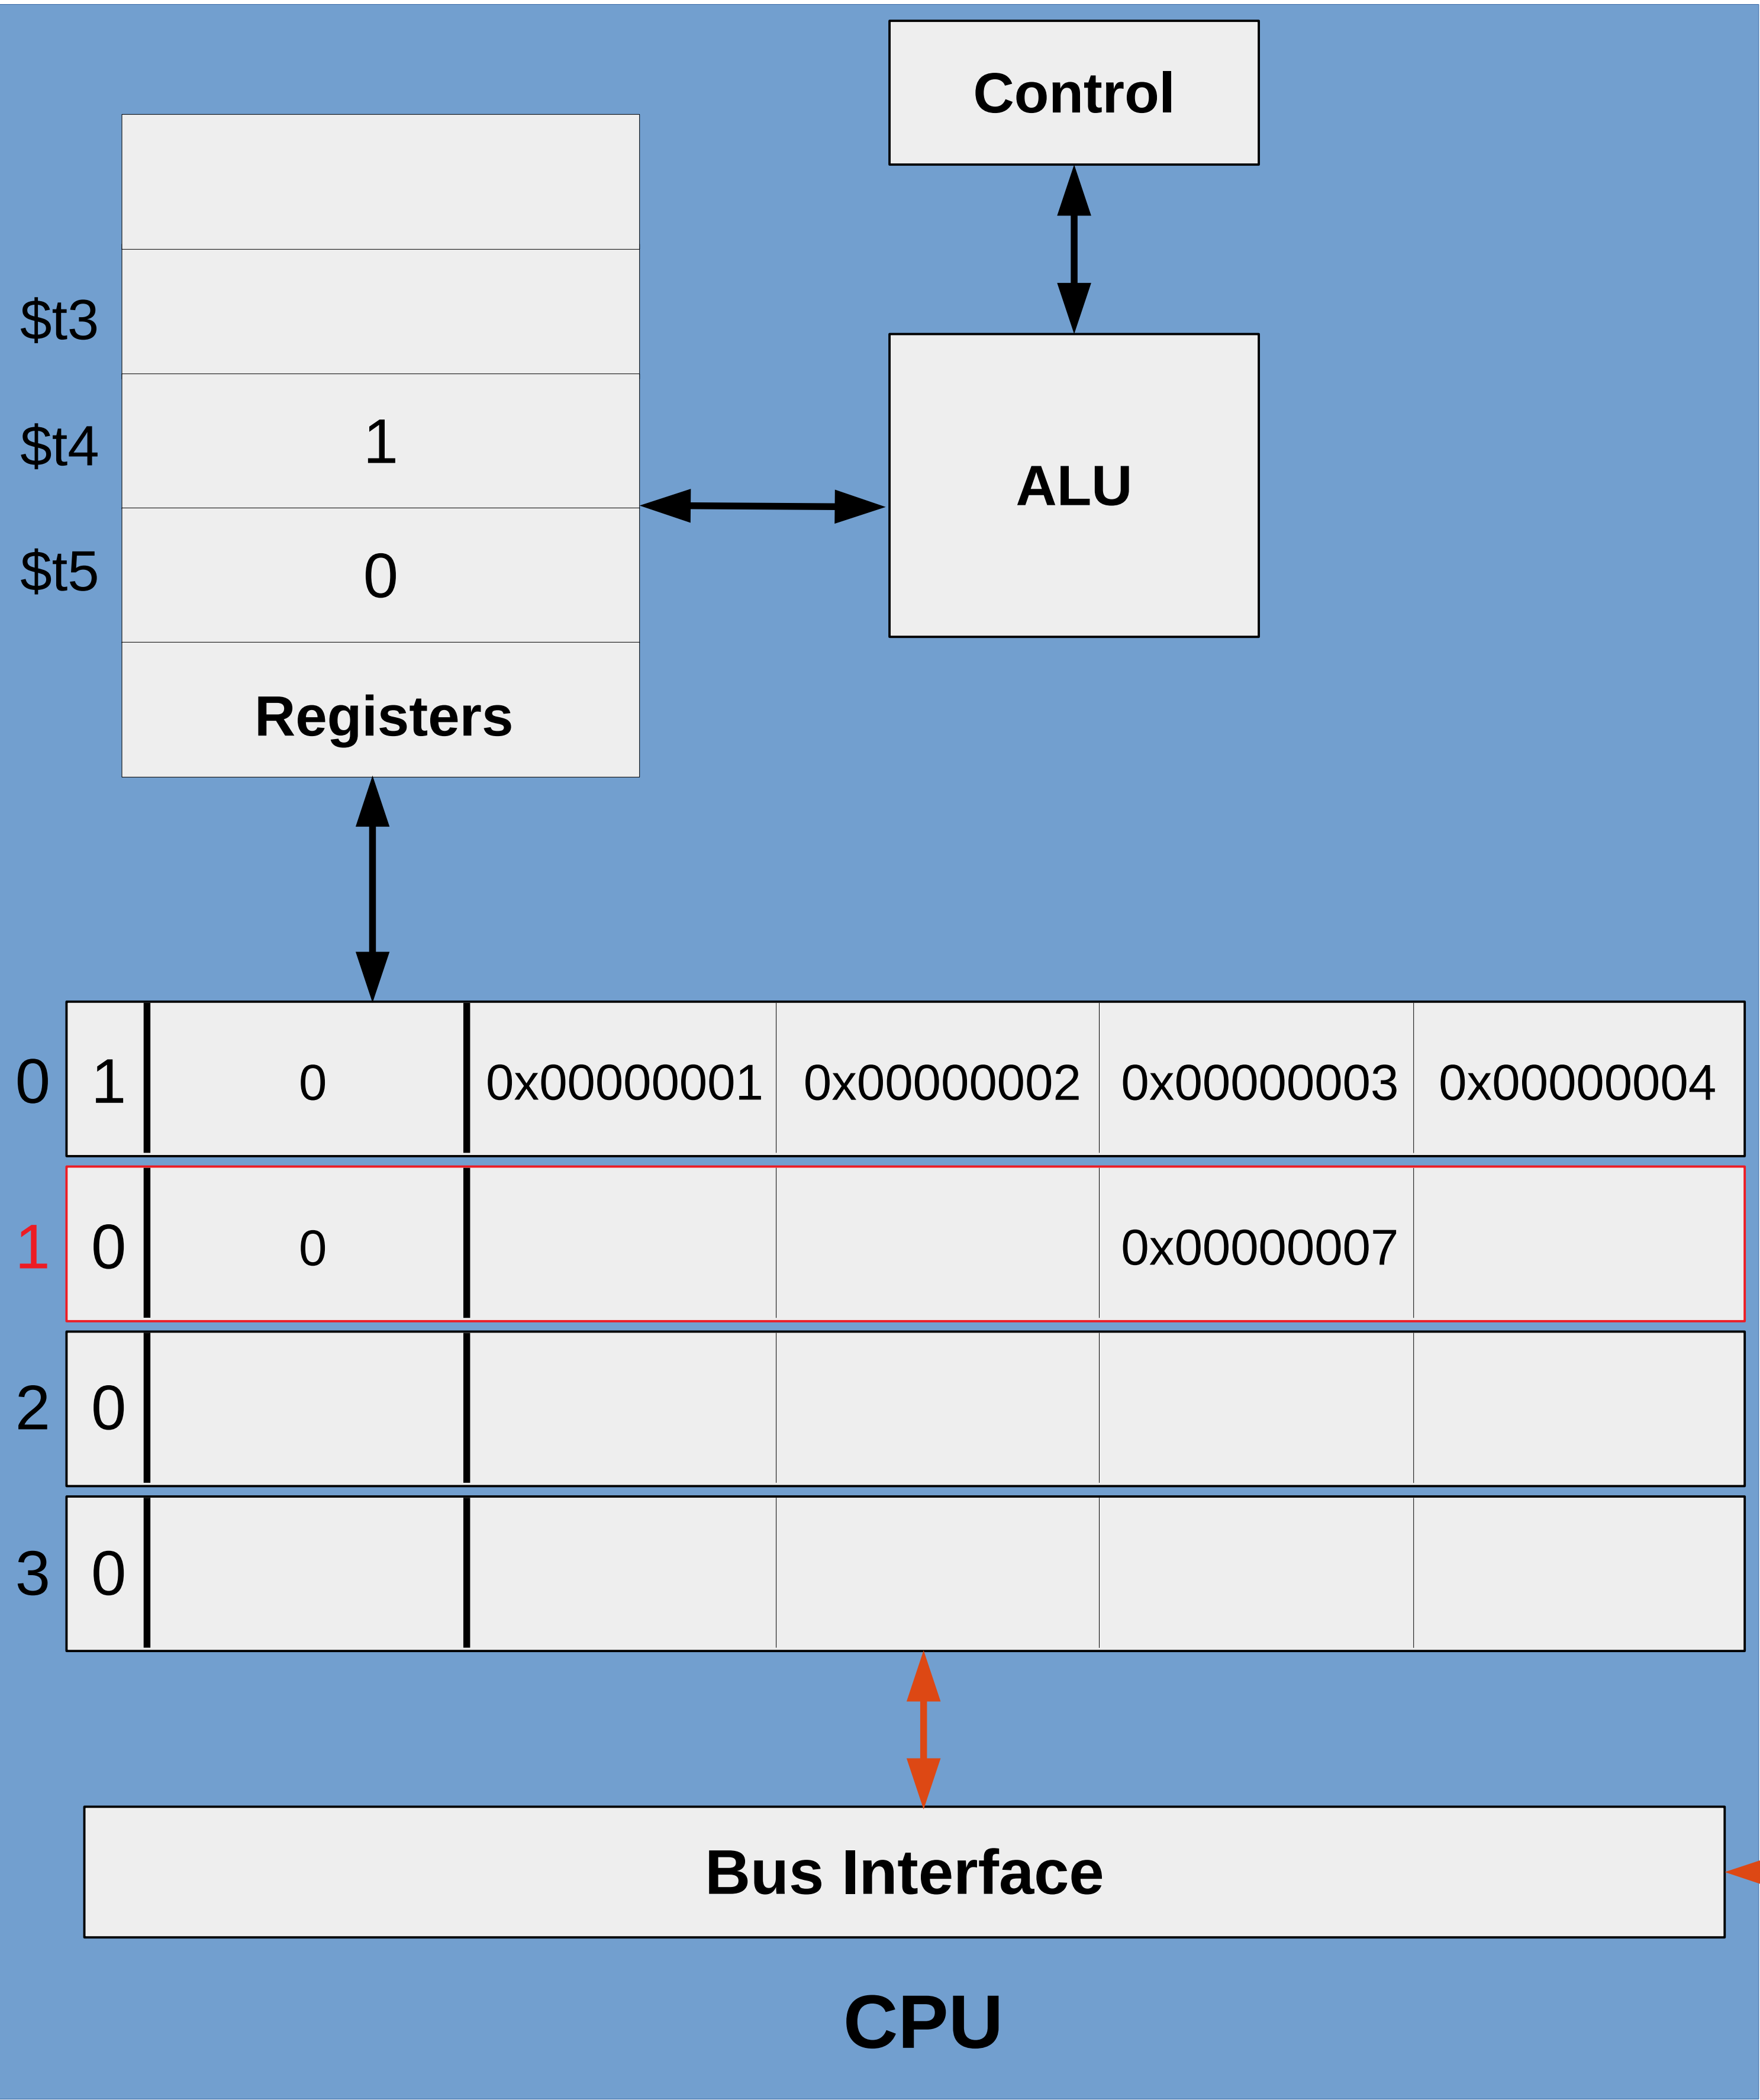 Control
$t3
$t4 1
ALU
$t5 0
Registers
0 1 0 0x00000001 0x00000002 0x00000003 0x00000004
1 0 0 0x00000007
2 0
3 0
Bus Interface
CPU